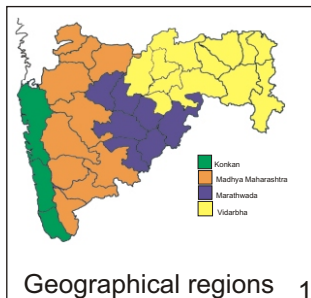 Konkan
Madhya Maharashtra
Marathwada
Vidarbha
Geographical regions 1